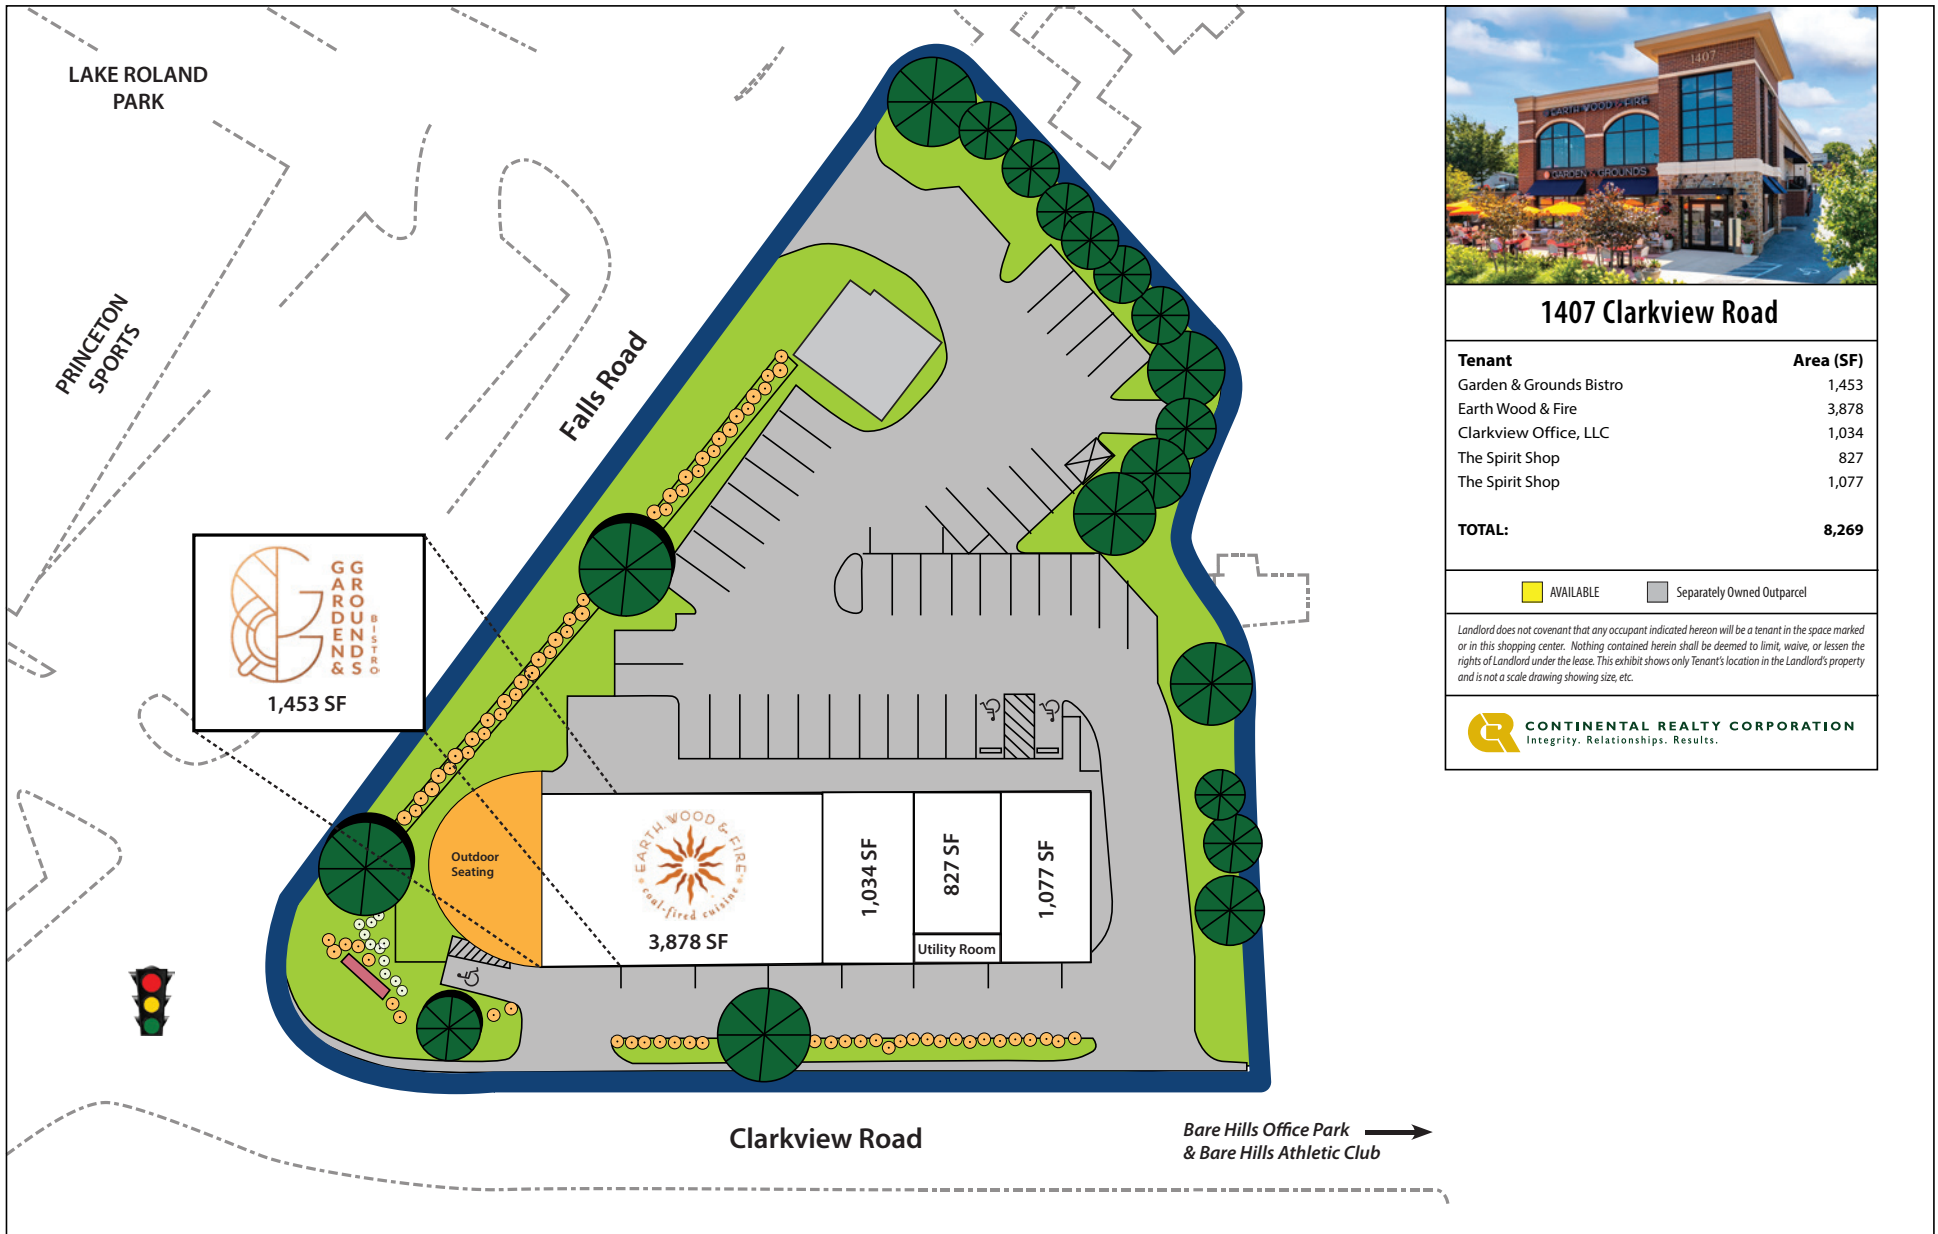 LAKE ROLAND
PARK
PRINCETON
SPORTS
Falls Road
GARDEN &
GROUNDS
BISTRO
1,453 SF
Outdoor
Seating
EARTH, WOOD & FIRE
coal-fired cuisine
3,878 SF
1,034 SF
827 SF
Utility Room
1,077 SF
Clarkview Road
Bare Hills Office Park
& Bare Hills Athletic Club
1407
EARTH WOOD & FIRE
GARDEN & GROUNDS
1407 Clarkview Road
Tenant Area (SF)
Garden & Grounds Bistro 1,453
Earth Wood & Fire 3,878
Clarkview Office, LLC 1,034
The Spirit Shop 827
The Spirit Shop 1,077
TOTAL: 8,269
AVAILABLE Separately Owned Outparcel
Landlord does not covenant that any occupant indicated hereon will be a tenant in the space marked
or in this shopping center. Nothing contained herein shall be deemed to limit, waive, or lessen the
rights of Landlord under the lease. This exhibit shows only Tenant's location in the Landlord's property
and is not a scale drawing showing size, etc.
CONTINENTAL REALTY CORPORATION
Integrity. Relationships. Results.